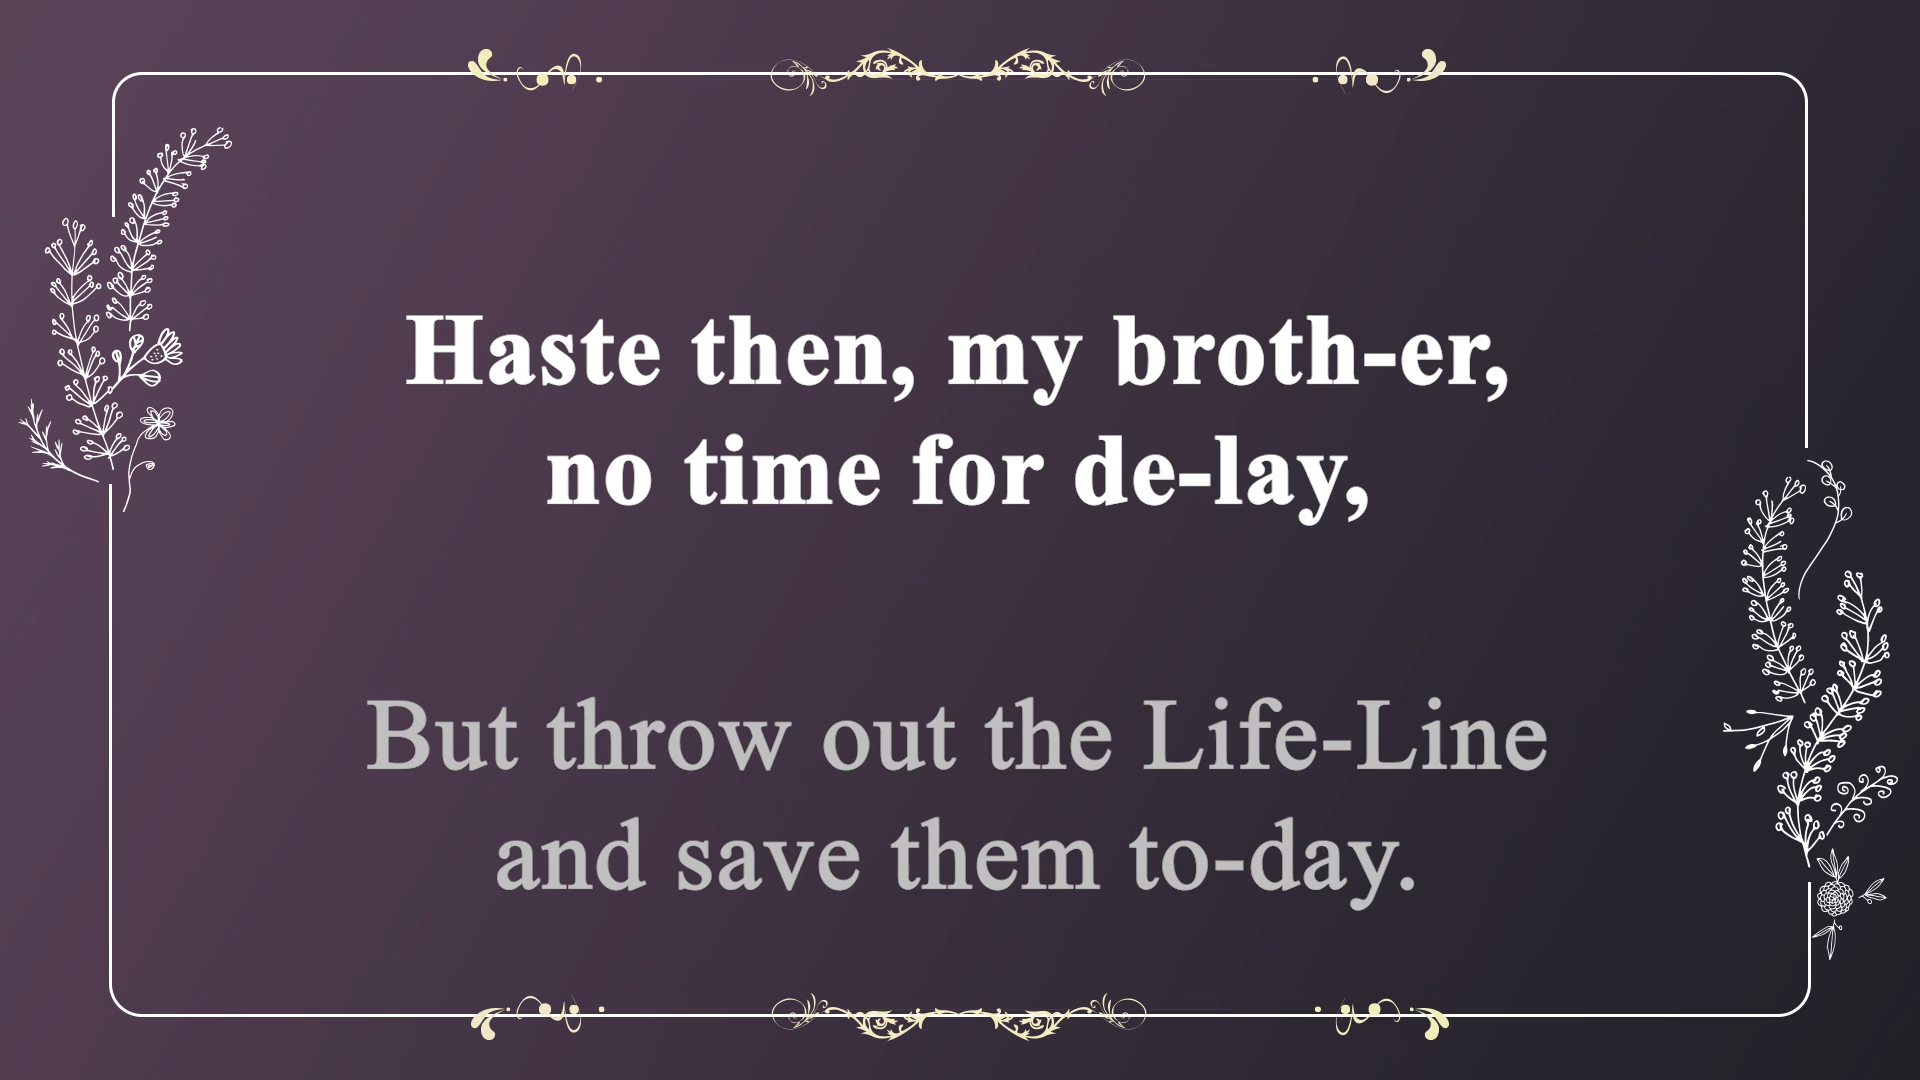 Haste then, my broth-er,
no time for de-lay,
But throw out the Life-Line
and save them to-day.